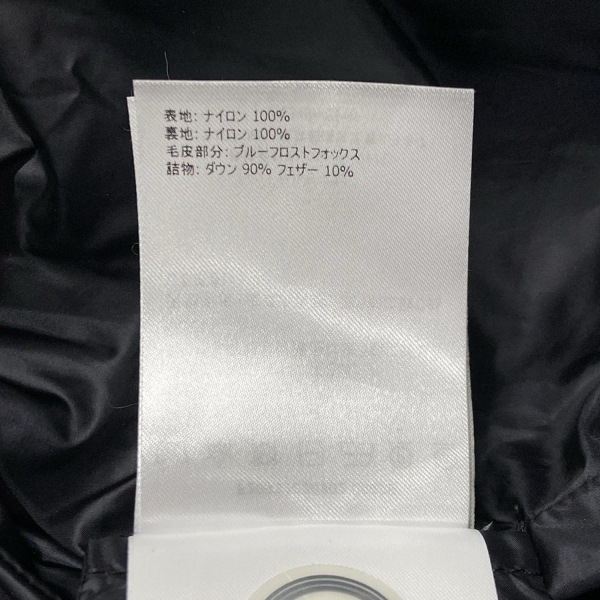 表地: ナイロン 100%
裏地: ナイロン 100%
毛皮部分: ブルーフロストフォックス
詰物: ダウン 90% フェザー 10%